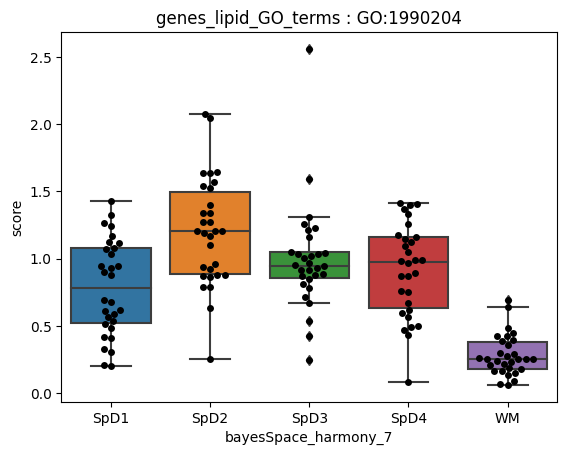 genes_lipid_GO_terms : GO:1990204
score
2.5
2.0
1.5
1.0
0.5
0.0
SpD1 SpD2 SpD3 SpD4 WM
bayesSpace_harmony_7